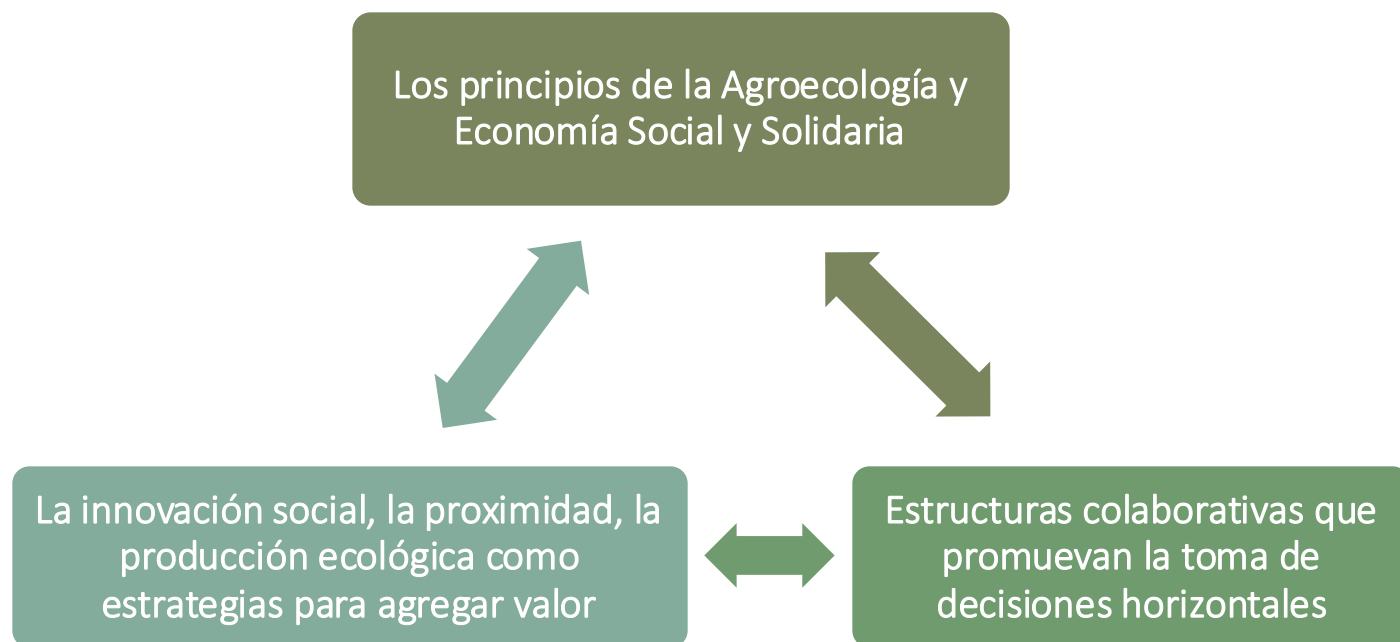 Los principios de la Agroecología y
Economía Social y Solidaria
La innovación social, la proximidad, la
producción ecológica como
estrategias para agregar valor
Estructuras colaborativas que
promuevan la toma de
decisiones horizontales